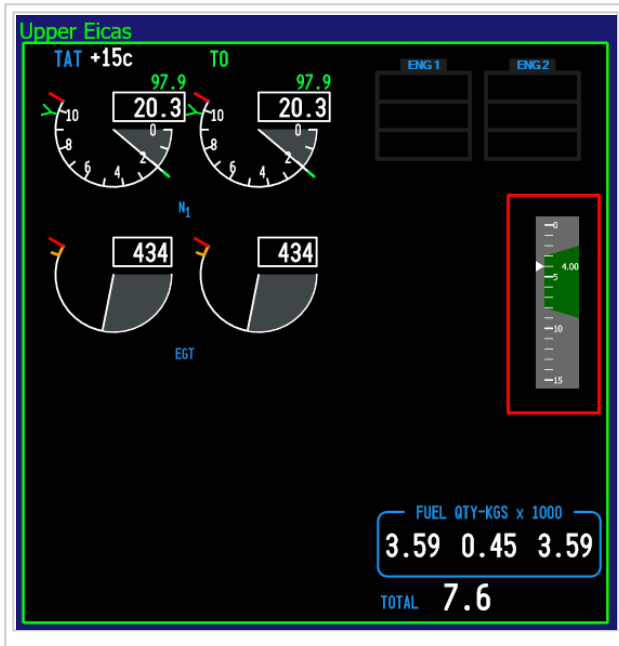 Upper Eicas
TAT +15c TO ENG 1 ENG 2
97.9 97.9
20.3 20.3
10 8 6 4 2 0 10 8 6 4 2 0
N1
434 434
EGT
0
4.00
5
10
15
FUEL QTY-KGS x 1000
3.59 0.45 3.59
TOTAL 7.6